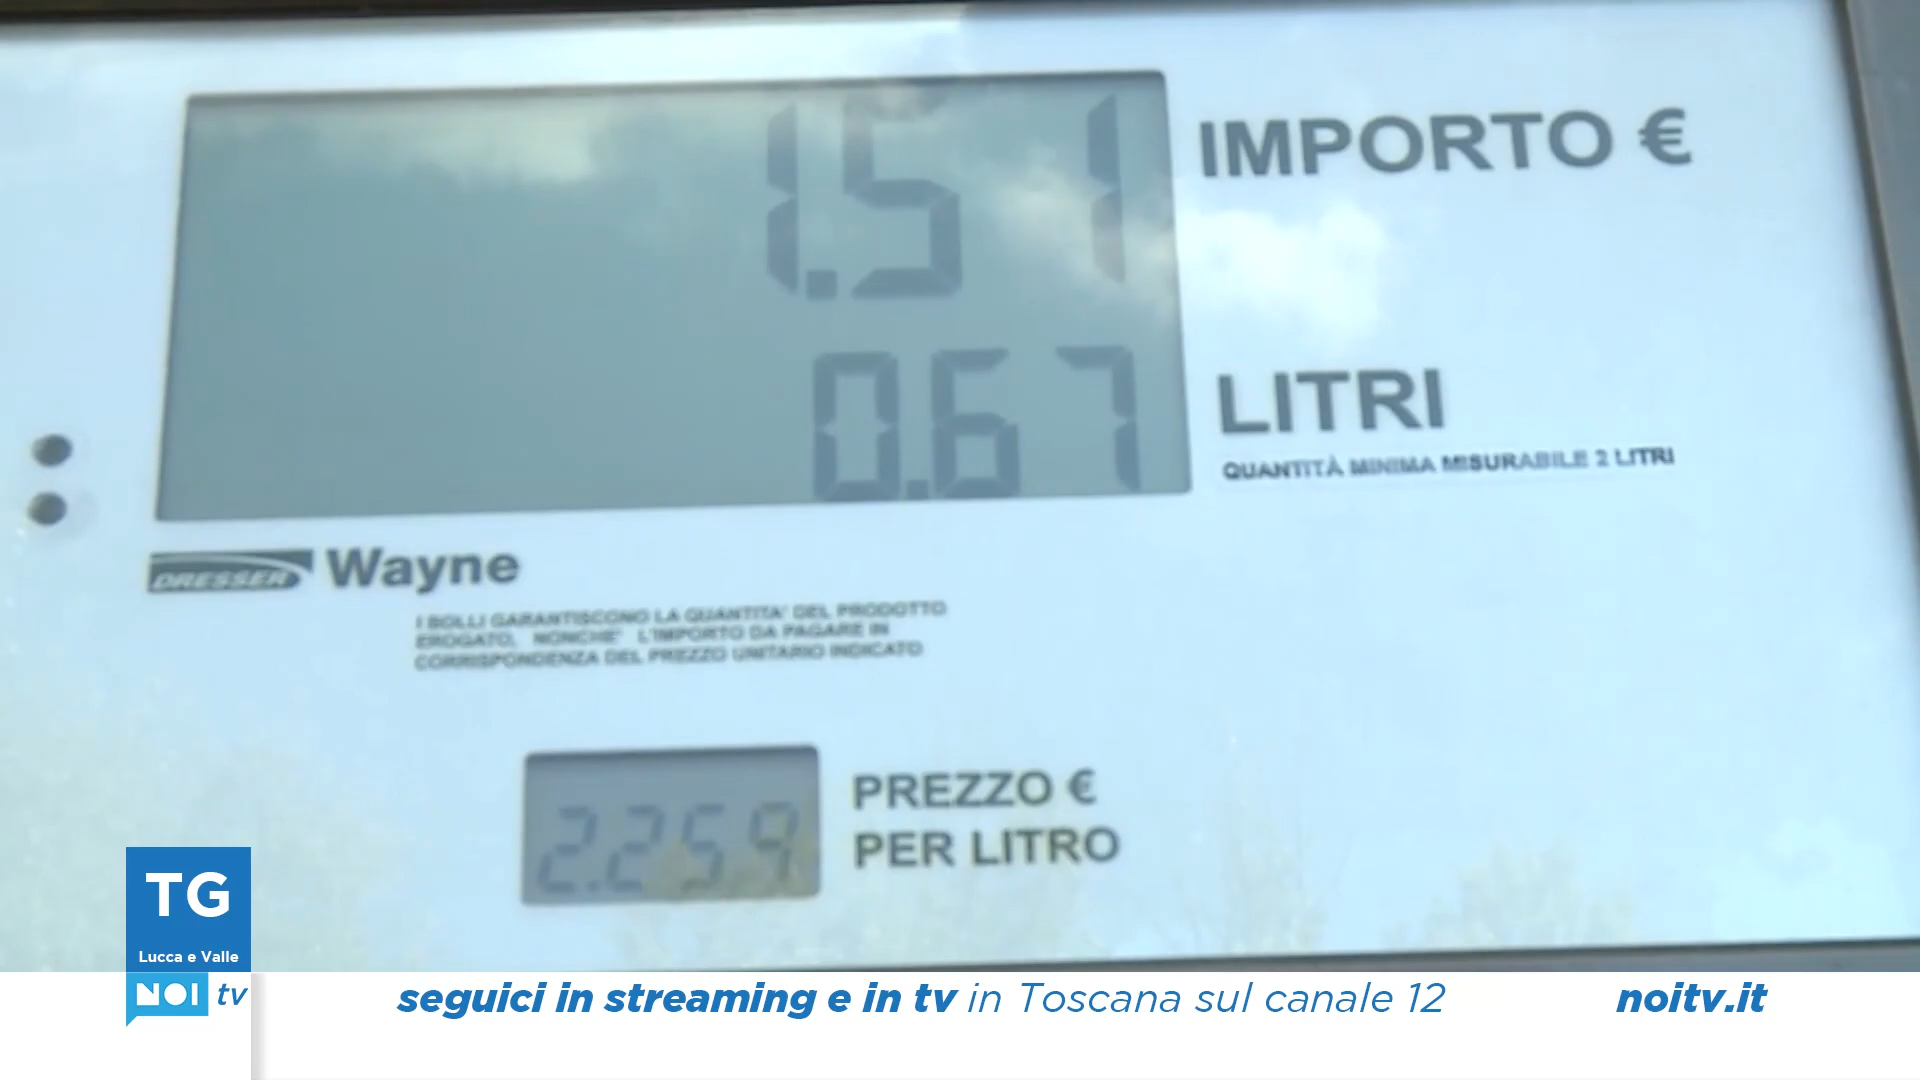 1.51 IMPORTO €
0.67 LITRI
QUANTITÀ MINIMA MISURABILE 2 LITRI
DRESSER Wayne
I BOLLI GARANTISCONO LA QUANTITA' DEL PRODOTTO
EROGATO, NONCHE' L'IMPORTO DA PAGARE IN
CORRISPONDENZA DEL PREZZO UNITARIO INDICATO
2.259 PREZZO €
PER LITRO
TG
Lucca e Valle
NOI tv
seguici in streaming e in tv in Toscana sul canale 12
noitv.it